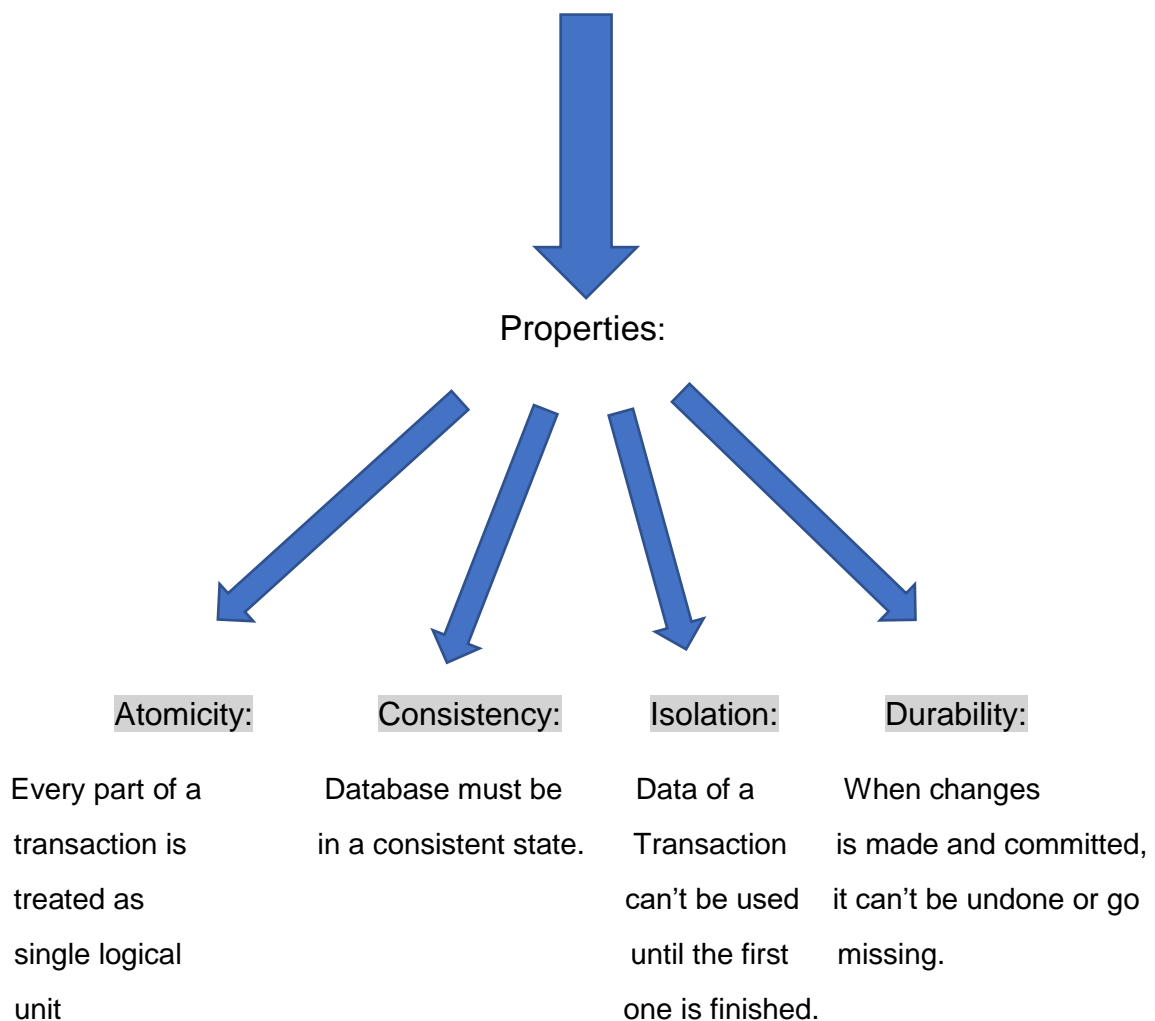 Properties:
Atomicity:
Every part of a
transaction is
treated as
single logical
unit
Consistency:
Database must be
in a consistent state.
Isolation:
Data of a
Transaction
can’t be used
until the first
one is finished.
Durability:
When changes
is made and committed,
it can’t be undone or go
missing.